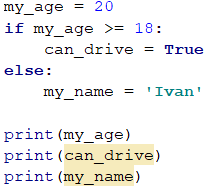 my_age = 20
if my_age >= 18:
    can_drive = True
else:
    my_name = 'Ivan'

print(my_age)
print(can_drive)
print(my_name)